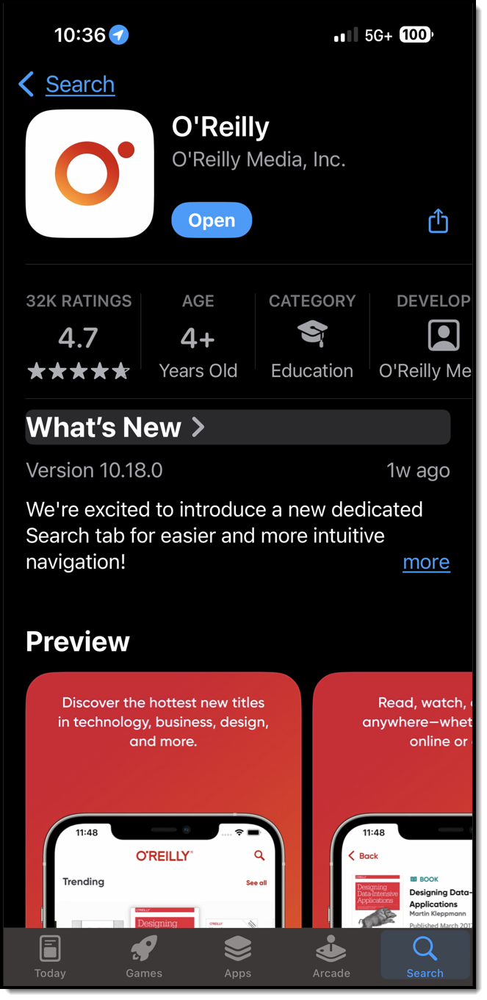 10:36
5G+ 100
Search
O'Reilly
O'Reilly Media, Inc.
Open
32K RATINGS
4.7
AGE
4+
Years Old
CATEGORY
Education
DEVELOP
O'Reilly Me
What's New
Version 10.18.0 1w ago
We're excited to introduce a new dedicated
Search tab for easier and more intuitive
navigation! more
Preview
Discover the hottest new titles
in technology, business, design,
and more.
11:48
O'REILLY®
Trending See all
O'REILLY
Designing
O'REILLY
Read, watch,
anywhere—whet
online or
11:48
Back
O'REILLY
Designing
Data-Intensive
Applications
BOOK
Designing Data-
Applications
Martin Kleppmann
Published March 2017
Today
Games
Apps
Arcade
Search